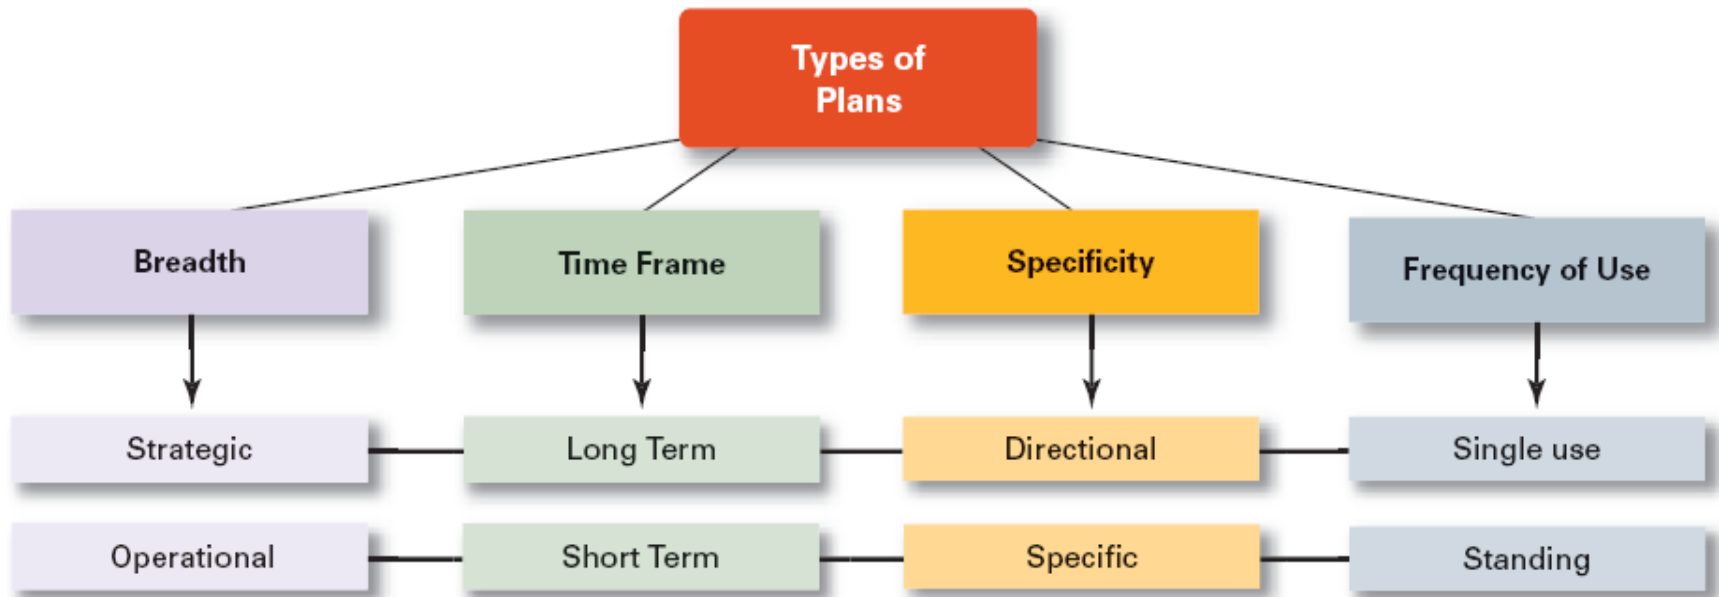 Types of
Plans
Breadth
Time Frame
Specificity
Frequency of Use
Strategic
Long Term
Directional
Single use
Operational
Short Term
Specific
Standing